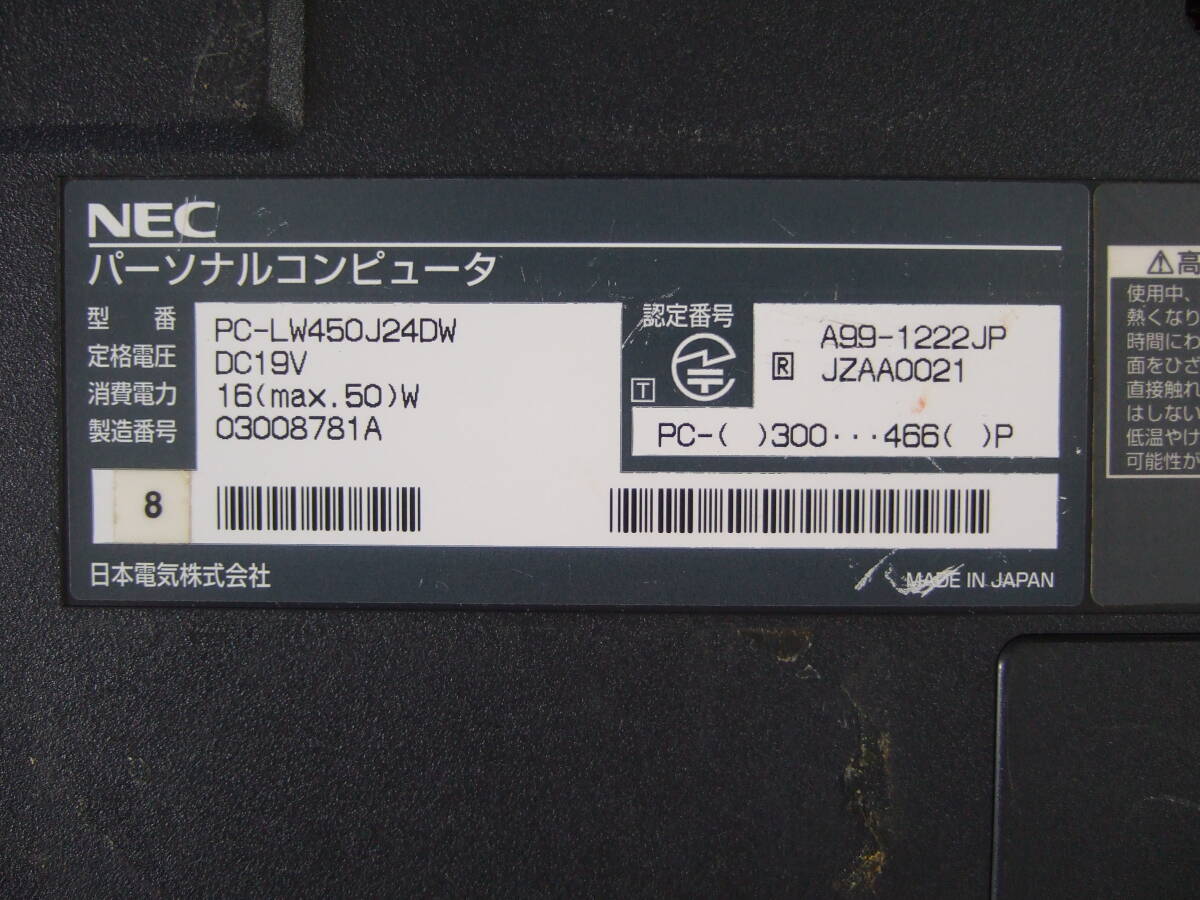 NEC
パーソナルコンピュータ
型 番 PC-LW450J24DW
定格電圧 DC19V
消費電力 16(max.50)W
製造番号 03008781A
認定番号
A99-1222JP
T R JZAA0021
PC-( )300···466( )P
8
日本電気株式会社
MADE IN JAPAN
⚠高
使用中、
熱くなり
時間にわ
面をひざ
直接触れ
はしない
低温やけ
可能性が